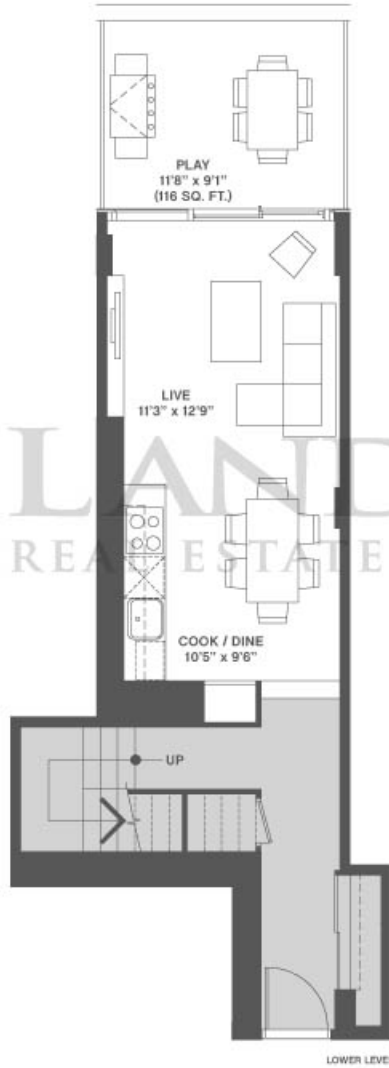 PLAY
11'8" x 9'1"
(116 SQ. FT.)
LIVE
11'3" x 12'9"
LAND
REAL ESTATE
COOK / DINE
10'5" x 9'6"
UP
LOWER LEVE